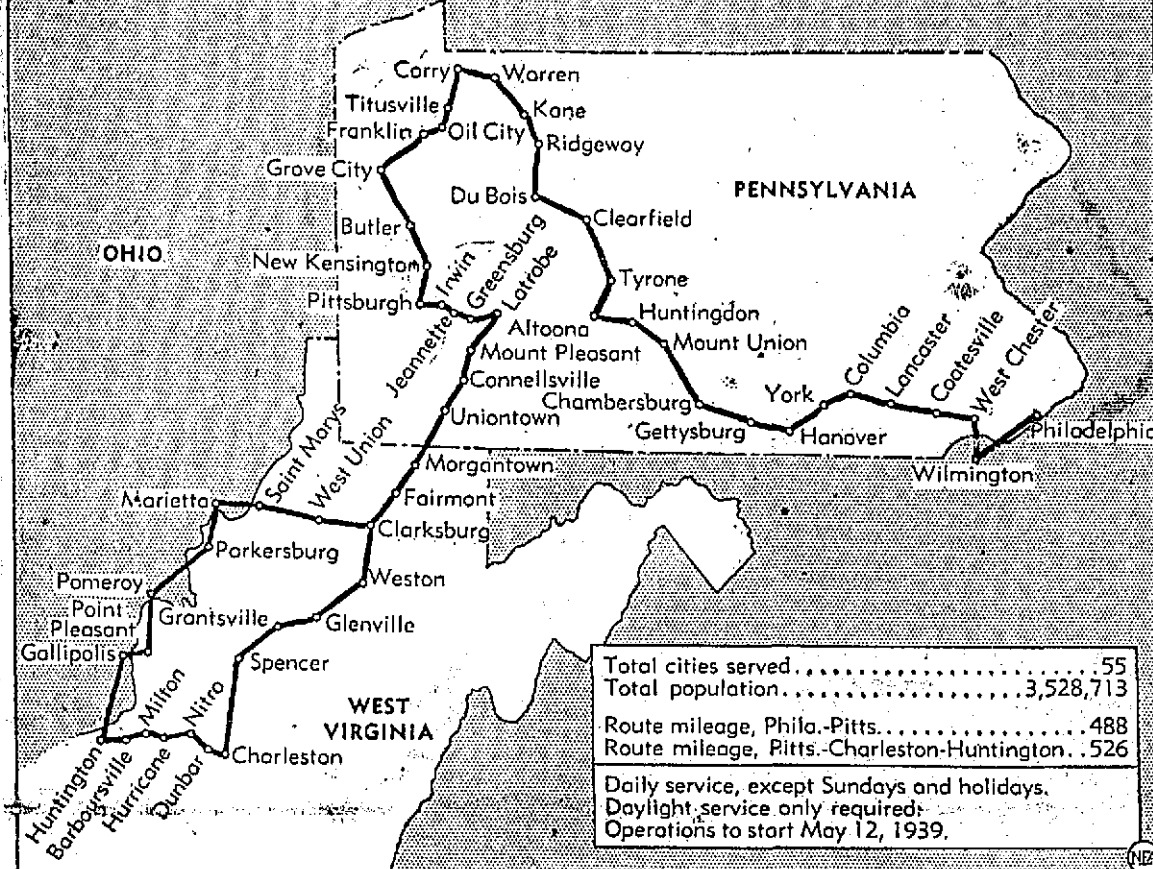 Corry
Warren
Titusville
Kane
Franklin
Oil City
Ridgeway
Grove City
Du Bois
PENNSYLVANIA
Clearfield
Butler
OHIO
New Kensington
Irwin
Greensburg
Latrobe
Tyrone
Pittsburgh
Jeannette
Altoona
Huntingdon
Mount Pleasant
Mount Union
Columbia
Lancaster
Coatesville
West Chester
Connellsville
York
Chambersburg
Uniontown
Gettysburg
Hanover
Philadelphia
Saint Marys
West Union
Morgantown
Wilmington
Marietta
Fairmont
Clarksburg
Parkersburg
Pomeroy
Weston
Point
Pleasant
Grantsville
Glenville
Gallipolis
Spencer
WEST
VIRGINIA
Milton
Nitro
Charleston
Huntington
Barboursville
Hurricane
Dunbar
Total cities served..............................55
Total population......................3,528,713
Route mileage, Phila.-Pitts....................488
Route mileage, Pitts.-Charleston-Huntington..526
Daily service, except Sundays and holidays.
Daylight service only required.
Operations to start May 12, 1939.
NEA